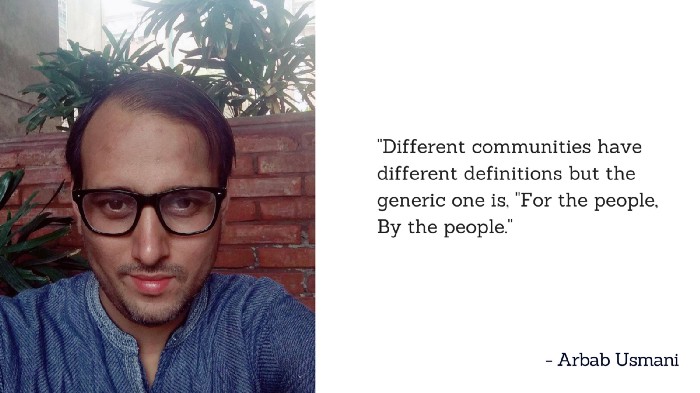 "Different communities have
different definitions but the
generic one is, "For the people,
By the people."
- Arbab Usmani